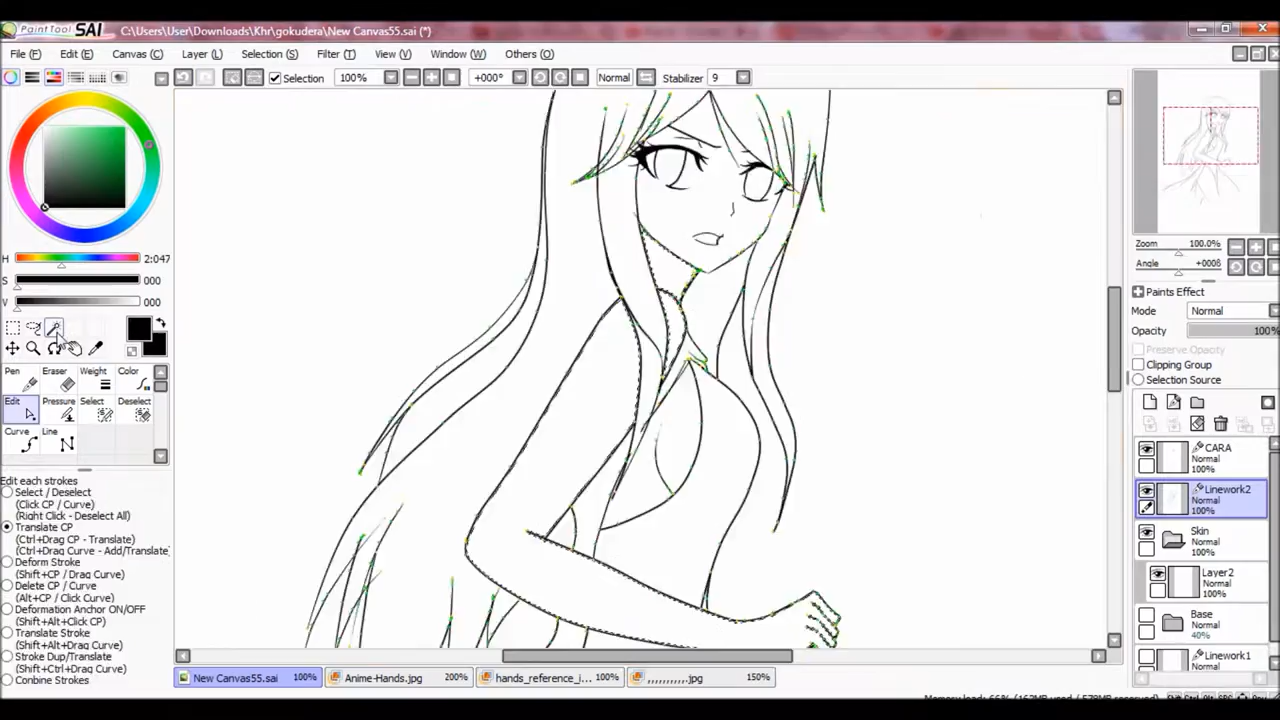 PaintTool SAI C:\Users\User\Downloads\Khr\gokudera\New Canvas55.sai (*)
File (F) Edit (E) Canvas (C) Layer (L) Selection (S) Filter (T) View (V) Window (W) Others (O)
Selection 100% +000° Normal Stabilizer 9
H 2:047
S 000
V 000
Pen Eraser Weight Color
Edit Pressure Select Deselect
Curve Line
Edit each strokes
Select / Deselect
(Click CP / Curve)
(Right Click - Deselect All)
Translate CP
(Ctrl+Drag CP - Translate)
(Ctrl+Drag Curve - Add/Translate)
Deform Stroke
(Shift+CP / Drag Curve)
Delete CP / Curve
(Alt+CP / Click Curve)
Deformation Anchor ON/OFF
(Shift+Alt+Click CP)
Translate Stroke
(Shift+Alt+Drag Curve)
Stroke Dup/Translate
(Shift+Ctrl+Drag Curve)
Combine Strokes
New Canvas55.sai 100% Anime-Hands.jpg 200% hands_reference_i... 100% ,,,,,,,,,,,.jpg 150%
Zoom 100.0%
Angle
Paints Effect
Mode Normal
Opacity 100%
Preserve Opacity
Clipping Group
Selection Source
CARA
Normal
100%
Linework2
Normal
100%
Skin
Normal
100%
Layer2
Normal
100%
Base
Normal
40%
Linework1
Normal